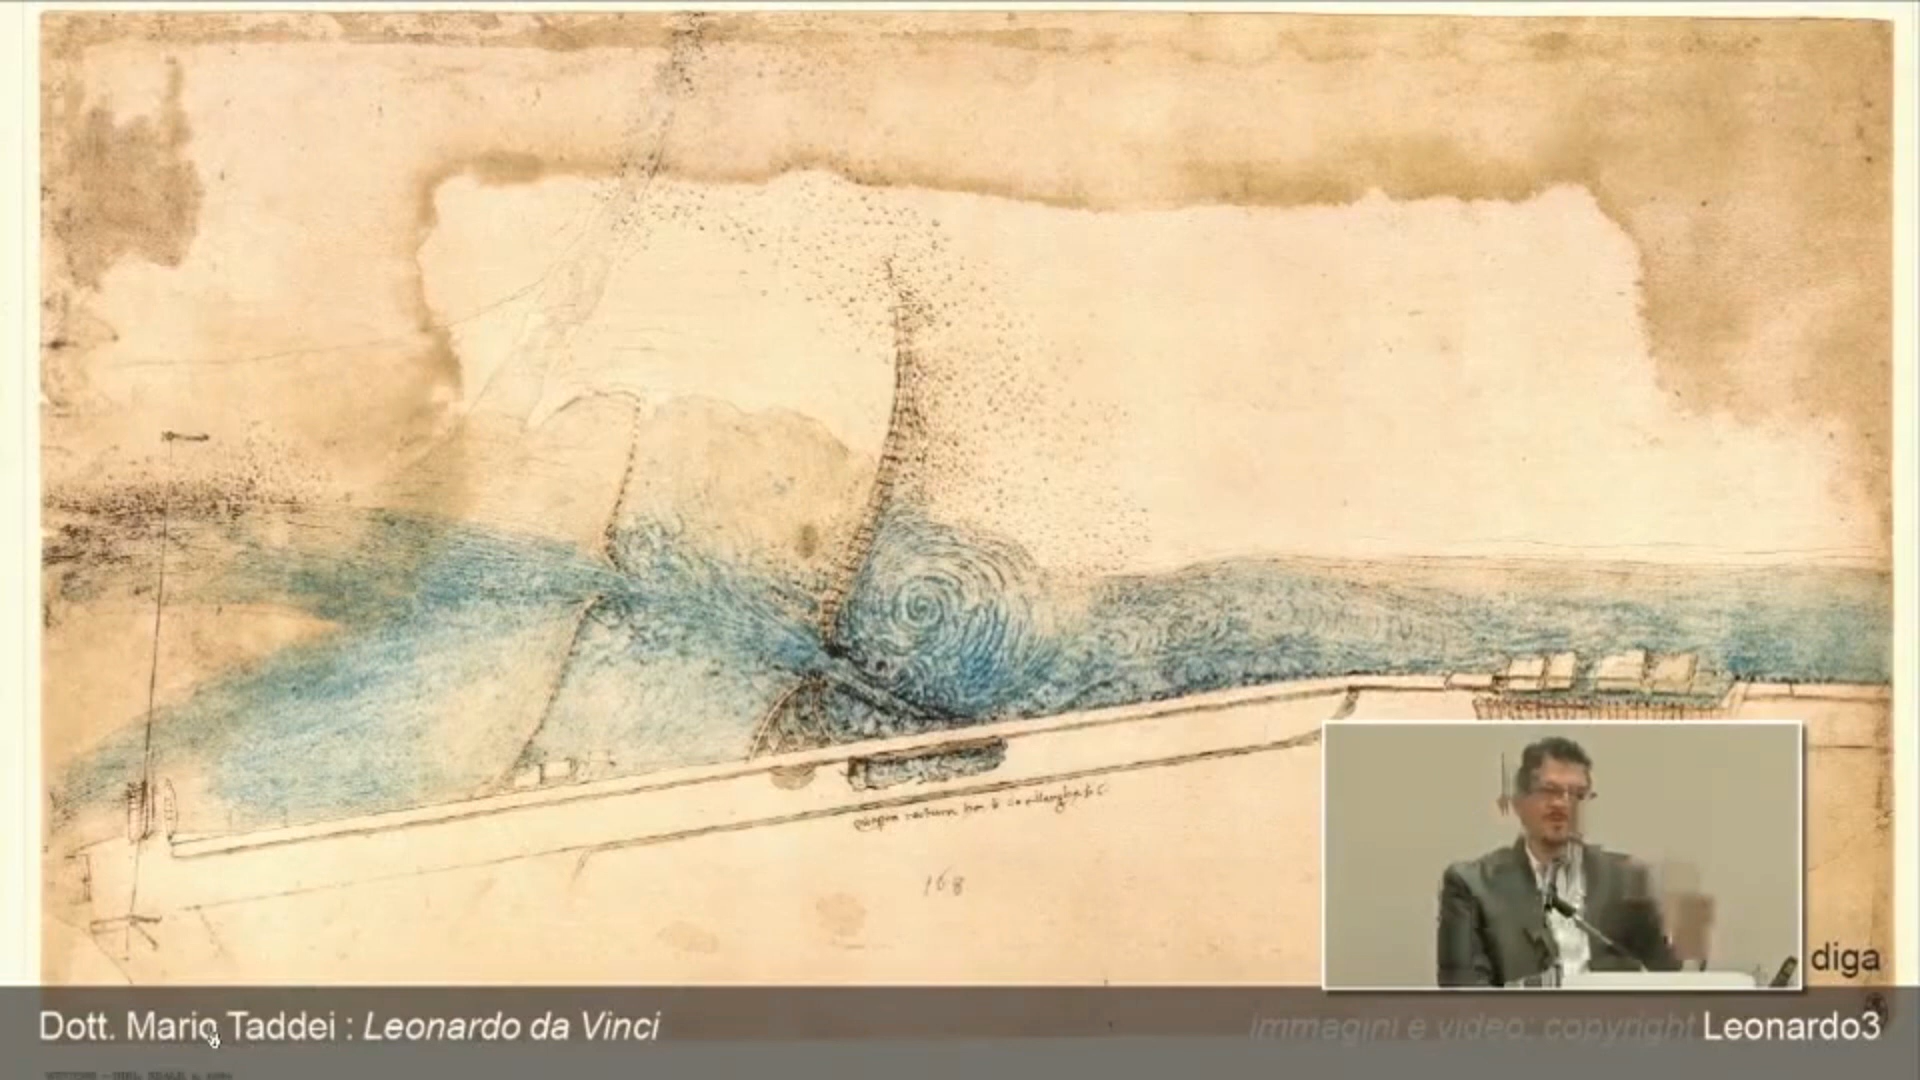 168
diga
Dott. Mario Taddei : Leonardo da Vinci
immagini e video: copyright Leonardo3